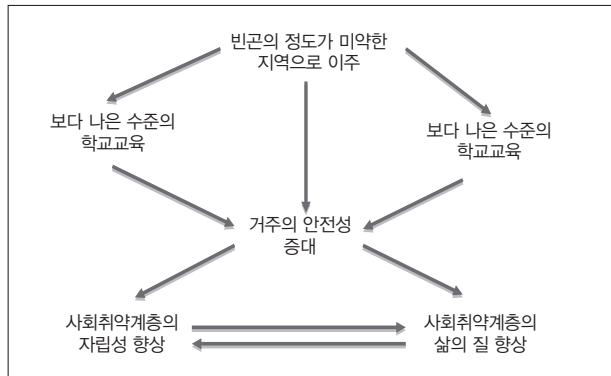 빈곤의 정도가 미약한
지역으로 이주
보다 나은 수준의
학교교육
보다 나은 수준의
학교교육
거주의 안전성
증대
사회취약계층의
자립성 향상
사회취약계층의
삶의 질 향상